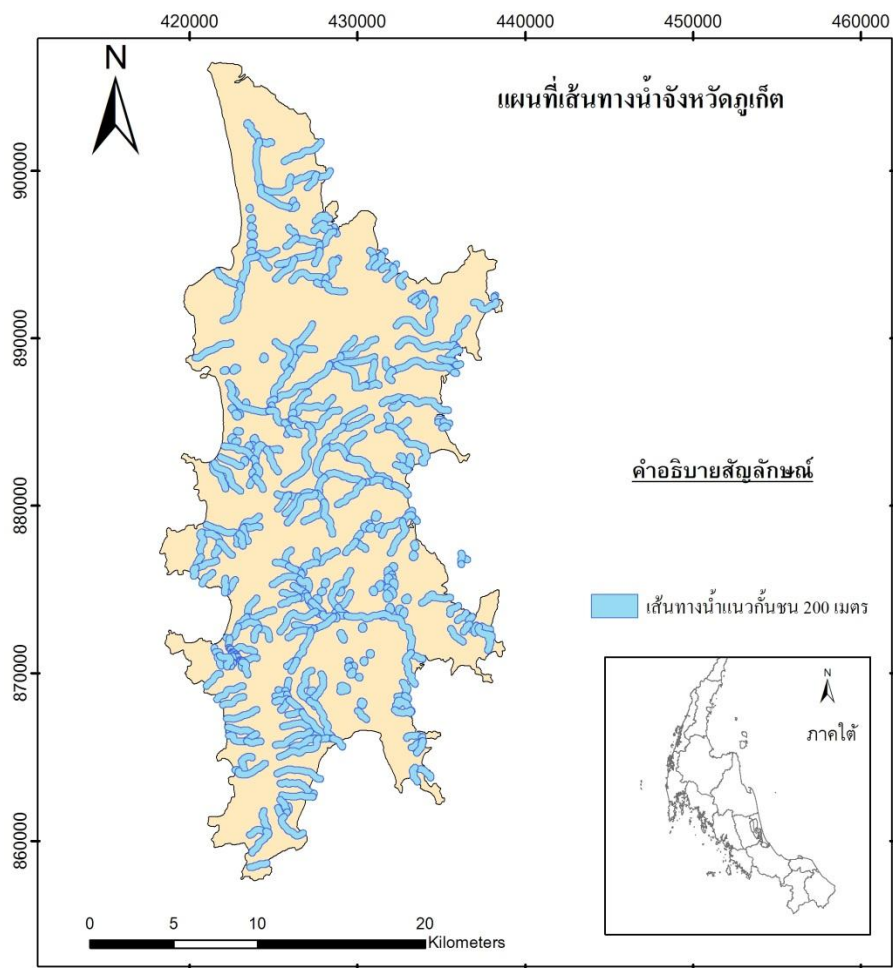 420000 430000 440000 450000 460000
N
แผนที่เส้นทางน้ำจังหวัดภูเก็ต
900000
890000
คำอธิบายสัญลักษณ์
880000
เส้นทางน้ำแนวกั้นชน 200 เมตร
870000
N
ภาคใต้
860000
0 5 10 20
Kilometers